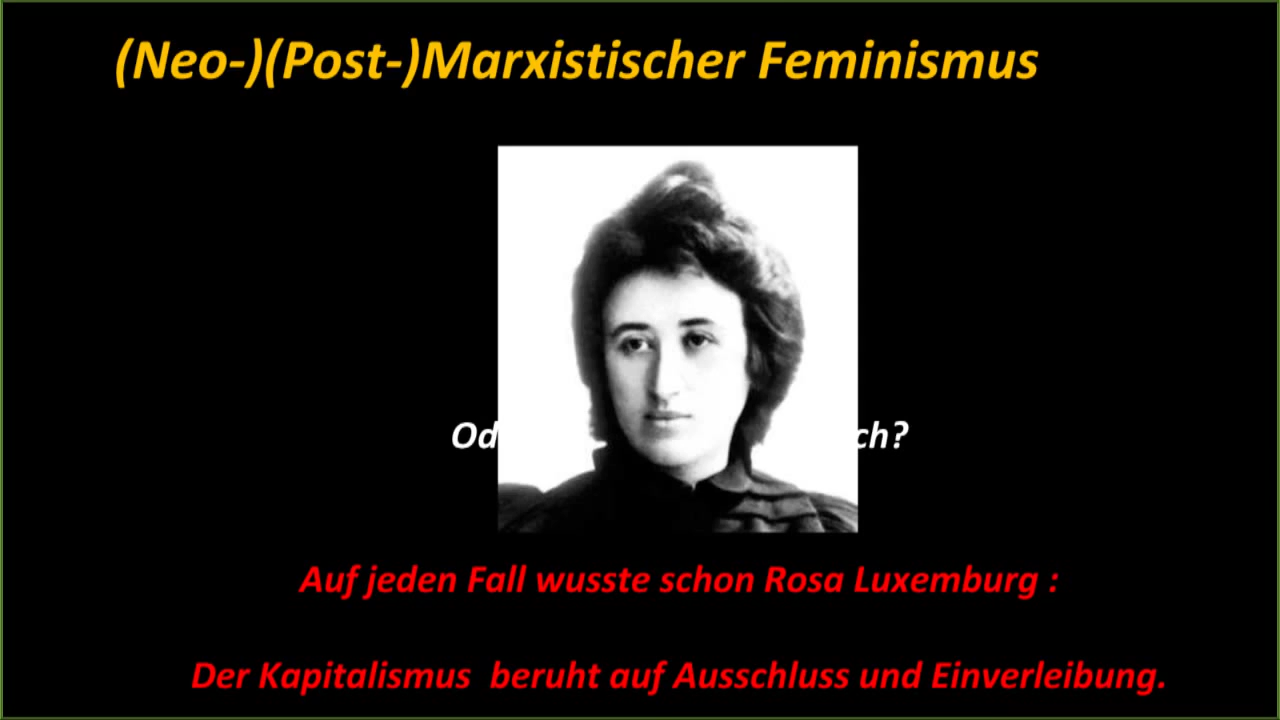 (Neo-)(Post-)Marxistischer Feminismus
Auf jeden Fall wusste schon Rosa Luxemburg :
Der Kapitalismus beruht auf Ausschluss und Einverleibung.